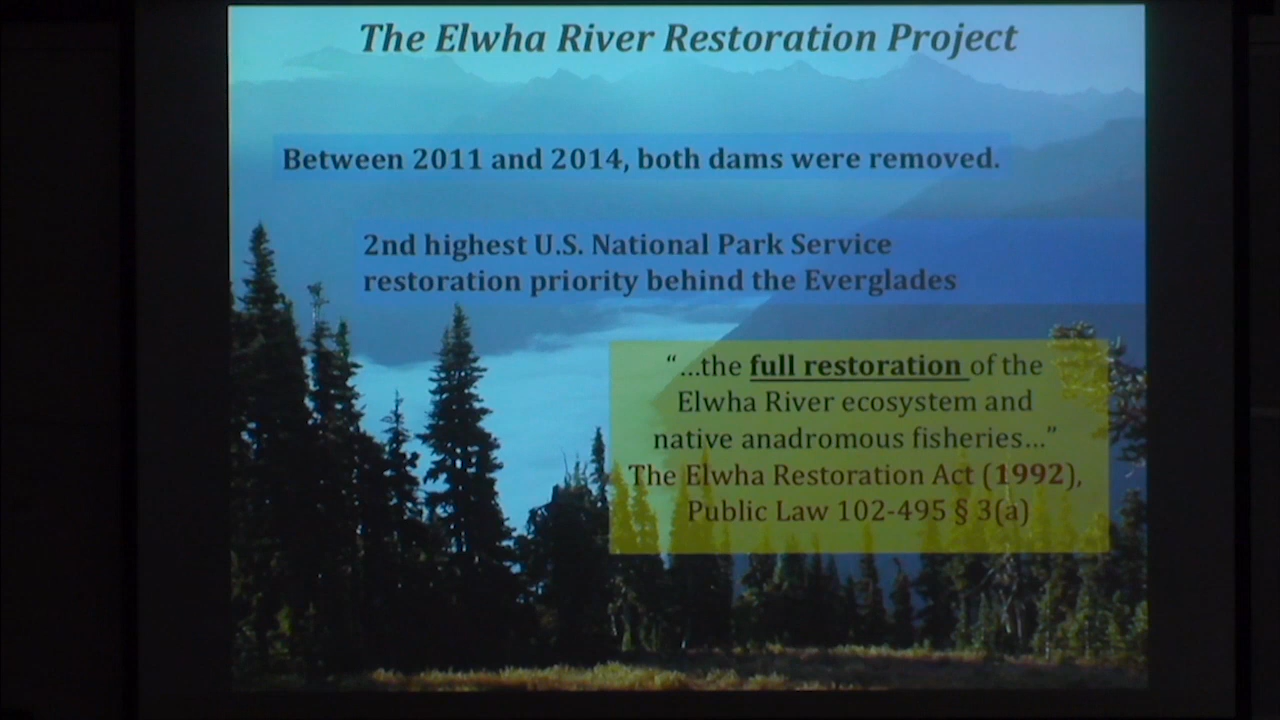 The Elwha River Restoration Project
Between 2011 and 2014, both dams were removed.
2nd highest U.S. National Park Service
restoration priority behind the Everglades
“…the full restoration of the
Elwha River ecosystem and
native anadromous fisheries…”
The Elwha Restoration Act (1992),
Public Law 102-495 § 3(a)